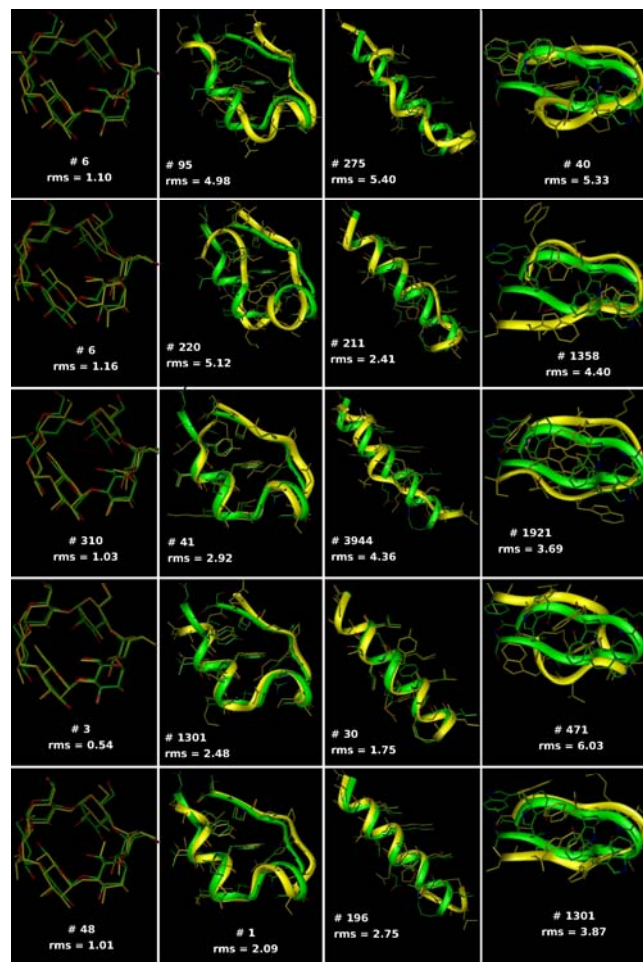 # 6
rms = 1.10
# 95
rms = 4.98
# 275
rms = 5.40
# 40
rms = 5.33
# 6
rms = 1.16
# 220
rms = 5.12
# 211
rms = 2.41
# 1358
rms = 4.40
# 310
rms = 1.03
# 41
rms = 2.92
# 3944
rms = 4.36
# 1921
rms = 3.69
# 3
rms = 0.54
# 1301
rms = 2.48
# 30
rms = 1.75
# 471
rms = 6.03
# 48
rms = 1.01
# 1
rms = 2.09
# 196
rms = 2.75
# 1301
rms = 3.87